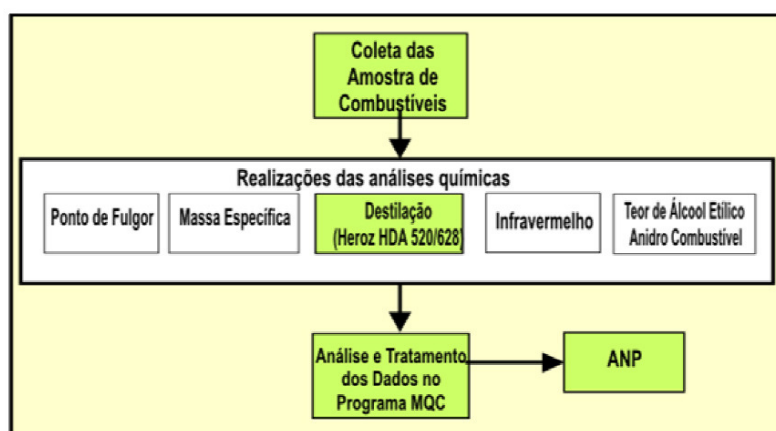 Coleta das
Amostra de
Combustíveis
Realizações das análises químicas
Ponto de Fulgor
Massa Específica
Destilação
(Heroz HDA 520/628)
Infravermelho
Teor de Álcool Etílico
Anidro Combustível
Análise e Tratamento
dos Dados no
Programa MQC
ANP